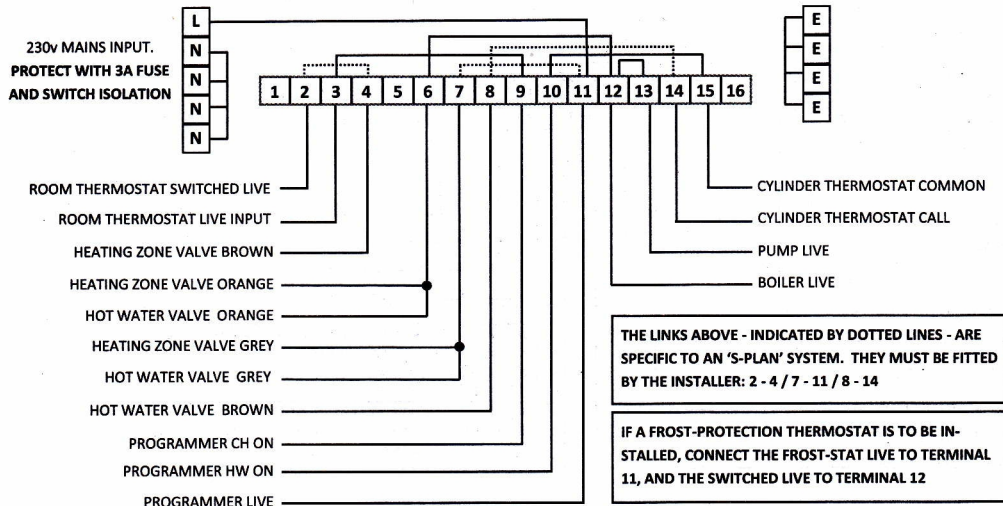 230v MAINS INPUT.
PROTECT WITH 3A FUSE
AND SWITCH ISOLATION
L
N
N
N
N
1 2 3 4 5 6 7 8 9 10 11 12 13 14 15 16
E
E
E
E
ROOM THERMOSTAT SWITCHED LIVE
ROOM THERMOSTAT LIVE INPUT
HEATING ZONE VALVE BROWN
HEATING ZONE VALVE ORANGE
HOT WATER VALVE ORANGE
HEATING ZONE VALVE GREY
HOT WATER VALVE GREY
HOT WATER VALVE BROWN
PROGRAMMER CH ON
PROGRAMMER HW ON
PROGRAMMER LIVE
CYLINDER THERMOSTAT COMMON
CYLINDER THERMOSTAT CALL
PUMP LIVE
BOILER LIVE
THE LINKS ABOVE - INDICATED BY DOTTED LINES - ARE
SPECIFIC TO AN ‘S-PLAN’ SYSTEM. THEY MUST BE FITTED
BY THE INSTALLER: 2 - 4 / 7 - 11 / 8 - 14
IF A FROST-PROTECTION THERMOSTAT IS TO BE IN-
STALLED, CONNECT THE FROST-STAT LIVE TO TERMINAL
11, AND THE SWITCHED LIVE TO TERMINAL 12